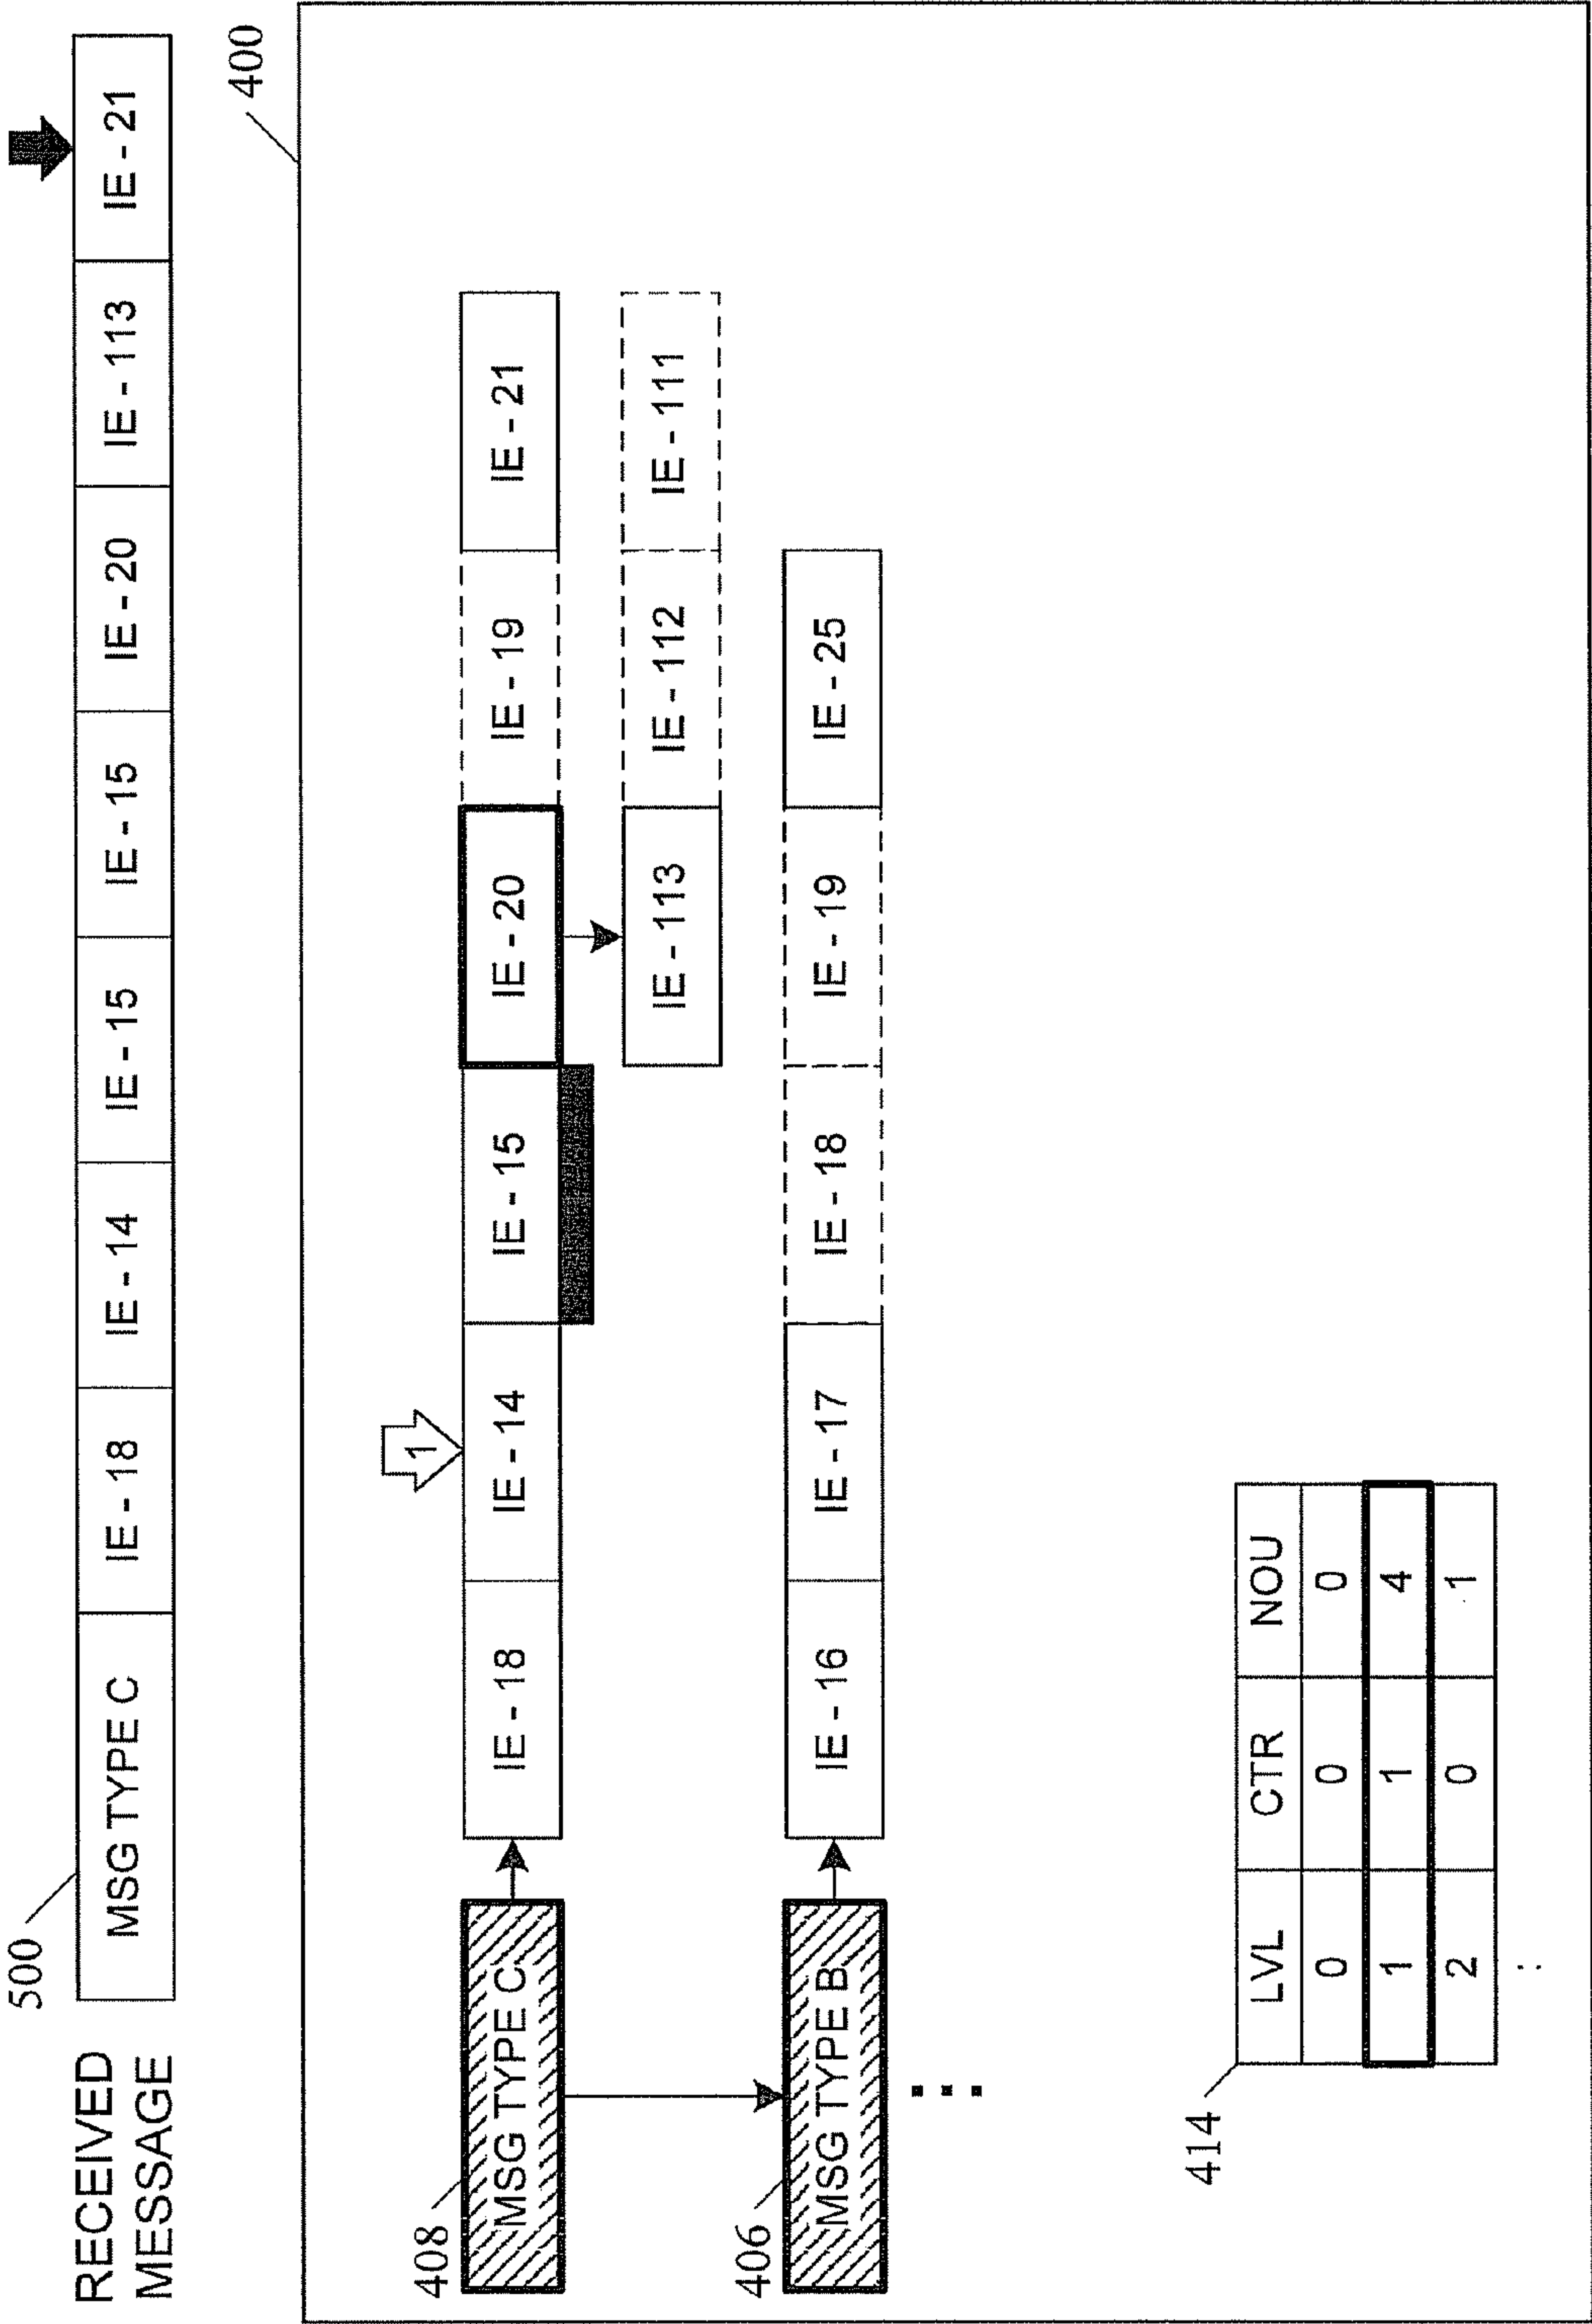 RECEIVED
MESSAGE
500
MSG TYPE C IE - 18 IE - 14 IE - 15 IE - 15 IE - 20 IE - 113 IE - 21
400
1
408
MSG TYPE C IE - 18 IE - 14 IE - 15 IE - 20 IE - 19 IE - 21
IE - 113 IE - 112 IE - 111
406
MSG TYPE B IE - 16 IE - 17 IE - 18 IE - 19 IE - 25
414
LVL CTR NOU
0 0 0
1 1 4
2 0 1